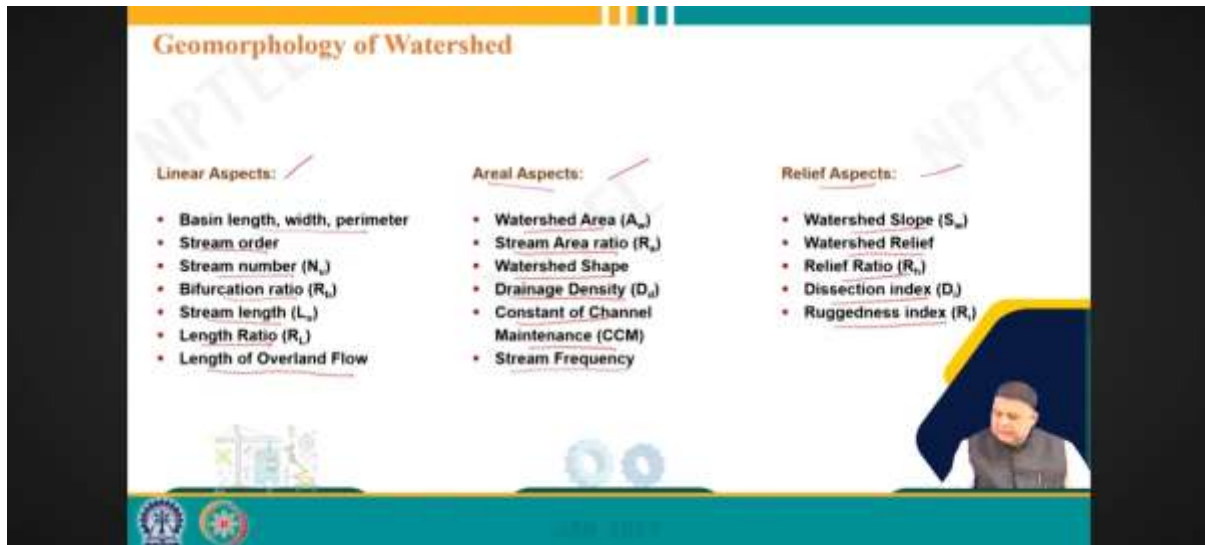 Geomorphology of Watershed
NPTEL
NPTEL
NPTEL
Linear Aspects:
• Basin length, width, perimeter
• Stream order
• Stream number (Nu)
• Bifurcation ratio (Rb)
• Stream length (Lu)
• Length Ratio (RL)
• Length of Overland Flow
Areal Aspects:
• Watershed Area (Aw)
• Stream Area ratio (Ra)
• Watershed Shape
• Drainage Density (Dd)
• Constant of Channel
Maintenance (CCM)
• Stream Frequency
Relief Aspects:
• Watershed Slope (Sw)
• Watershed Relief
• Relief Ratio (Rh)
• Dissection index (Di)
• Ruggedness index (Ri)